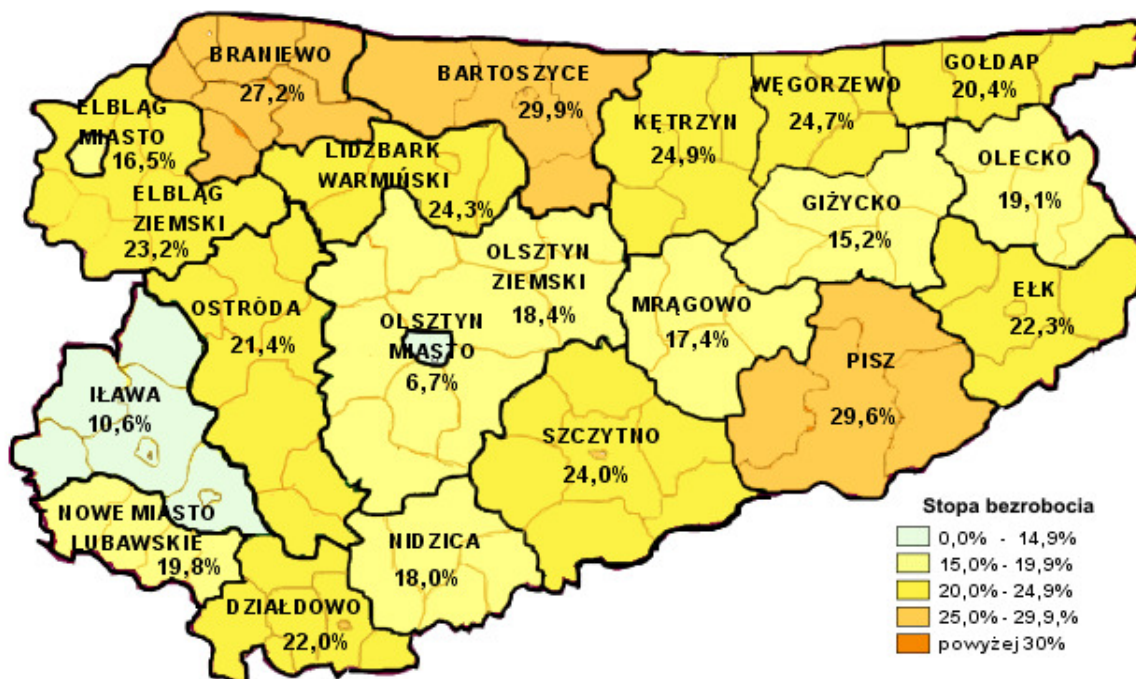 BRANIEWO
27,2%
BARTOSZYCE
29,9%
GOŁDAP
20,4%
WĘGORZEWO
24,7%
KĘTRZYN
24,9%
ELBLĄG
MIASTO
16,5%
LIDZBARK
WARMIŃSKI
24,3%
OLECKO
19,1%
ELBLĄG
ZIEMSKI
23,2%
GIŻYCKO
15,2%
OLSZTYN
ZIEMSKI
18,4%
OSTRÓDA
21,4%
OLSZTYN
MIASTO
6,7%
MRĄGOWO
17,4%
EŁK
22,3%
PISZ
29,6%
IŁAWA
10,6%
SZCZYTNO
24,0%
NOWE MIASTO
LUBAWSKIE
19,8%
NIDZICA
18,0%
DZIAŁDOWO
22,0%
Stopa bezrobocia
0,0% - 14,9%
15,0% - 19,9%
20,0% - 24,9%
25,0% - 29,9,%
powyżej 30%